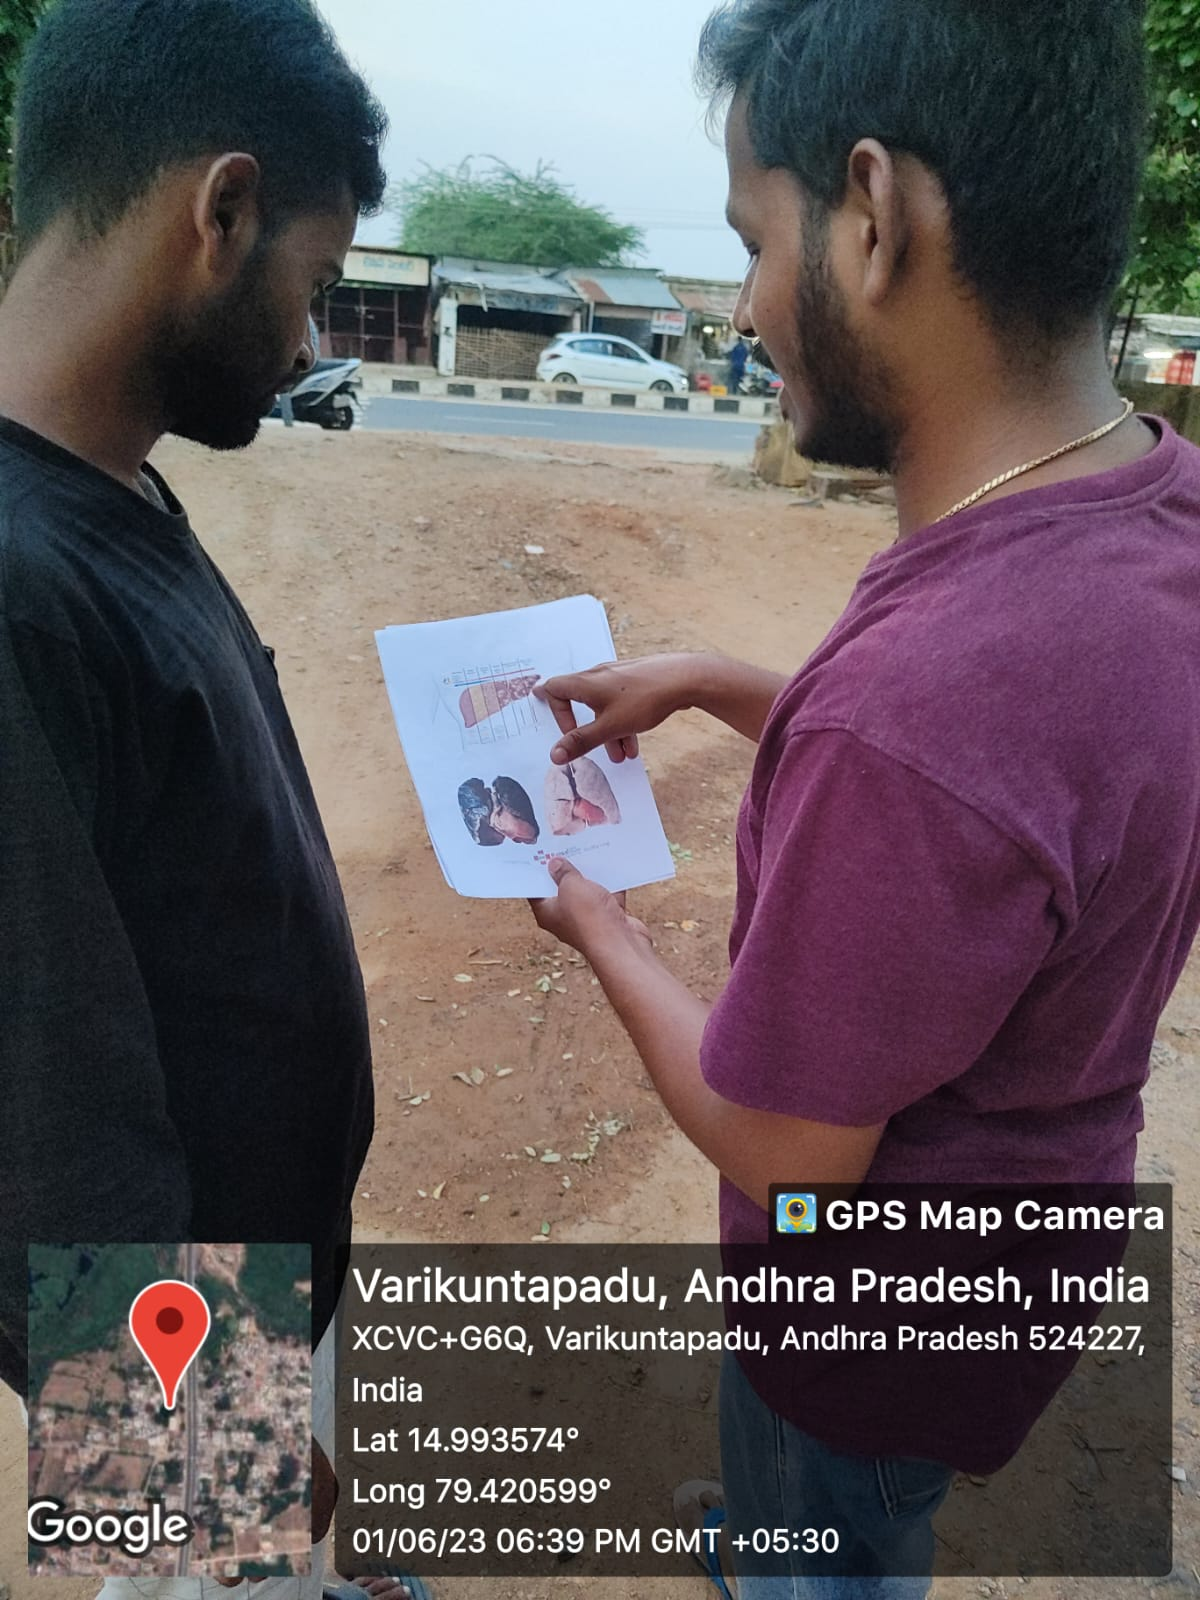 GPS Map Camera
Varikuntapadu, Andhra Pradesh, India
XCVC+G6Q, Varikuntapadu, Andhra Pradesh 524227,
India
Lat 14.993574°
Long 79.420599°
01/06/23 06:39 PM GMT +05:30
Google